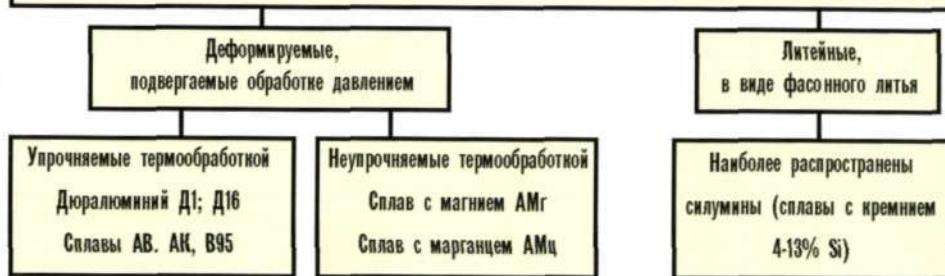 Деформируемые,
подвергаемые обработке давлением
Литейные,
в виде фасонного литья
Упрочняемые термообработкой
Дюралюминий Д1; Д16
Сплавы АВ. АК, В95
Неупрочняемые термообработкой
Сплав с магнием АМг
Сплав с марганцем АМц
Наиболее распространены
силумины (сплавы с кремнием
4-13% Si)